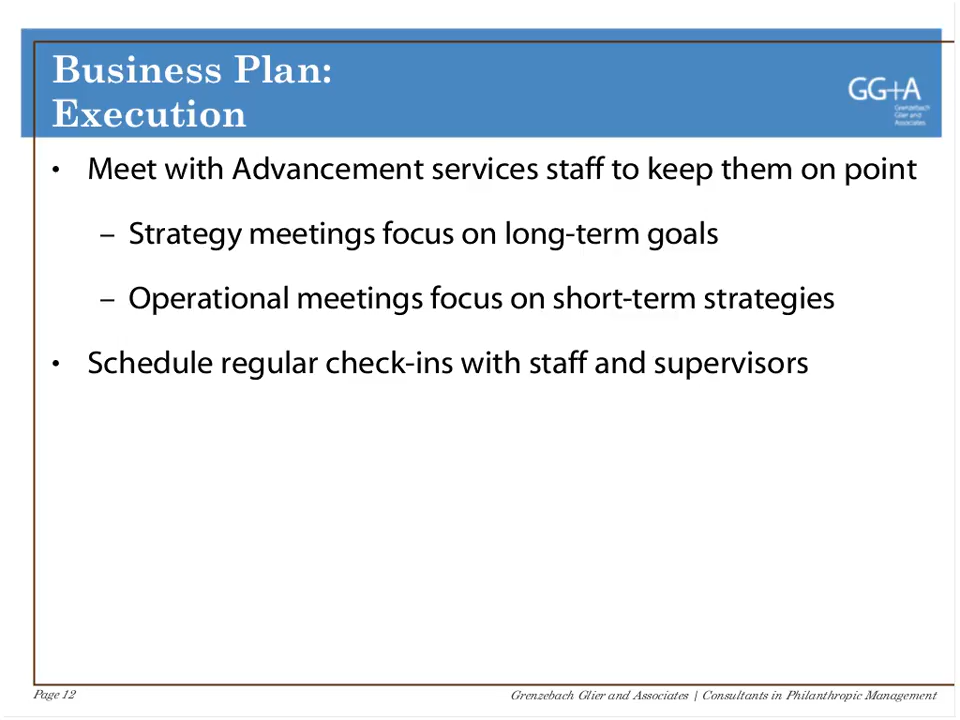 Business Plan:
Execution
GG+A
Grenzebach
Glier and
Associates
• Meet with Advancement services staff to keep them on point
– Strategy meetings focus on long-term goals
– Operational meetings focus on short-term strategies
• Schedule regular check-ins with staff and supervisors
Page 12
Grenzebach Glier and Associates | Consultants in Philanthropic Management